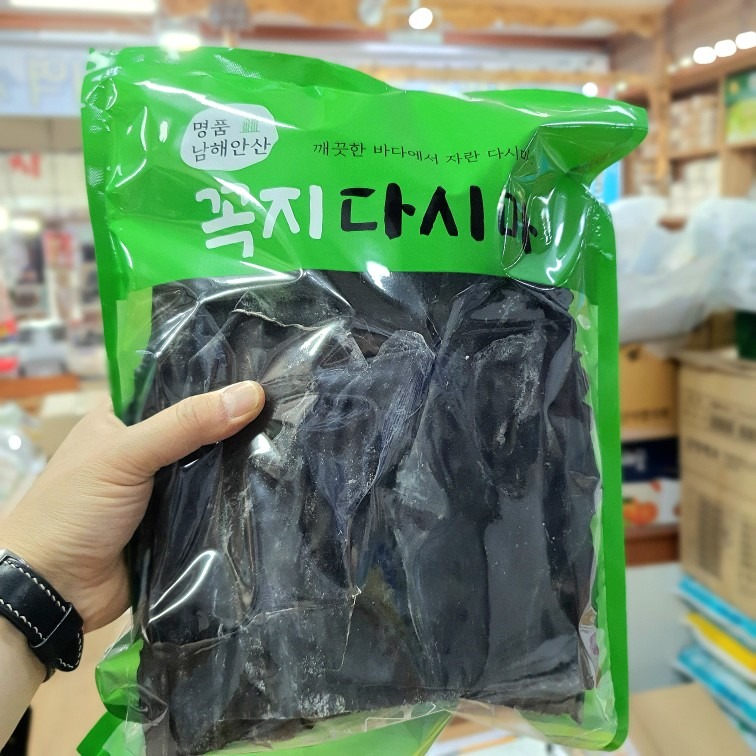 명품
남해안산
깨끗한 바다에서 자란 다시마
꼭지다시마